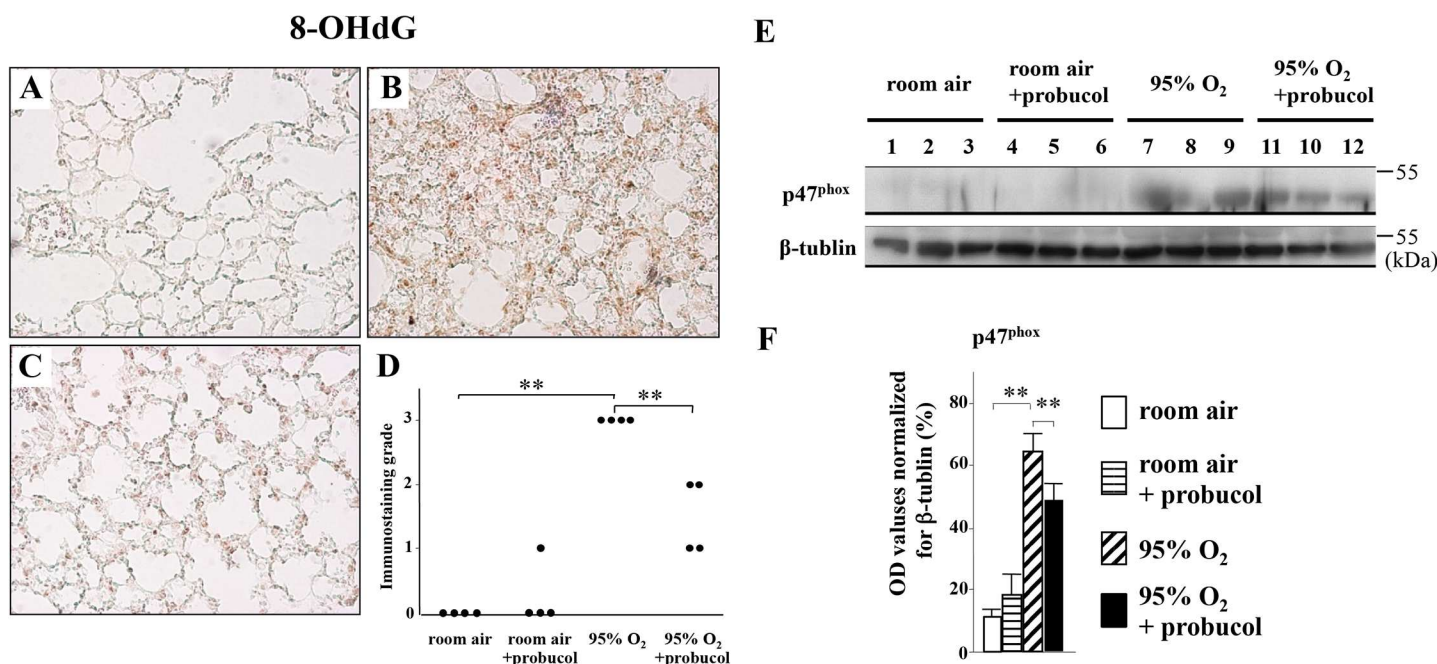 8-OHdG
A
B
C
D
**
**
Immunostaining grade
3
2
1
0
room air
room air
+probucol
95% O₂
95% O₂
+probucol
E
room air
room air
+probucol
95% O₂
95% O₂
+probucol
1 2 3 4 5 6 7 8 9 11 10 12
p47phox
55
β-tublin
55
(kDa)
F
p47phox
OD valuses normalized
for β-tublin (%)
80
60
40
20
0
**
**
room air
room air
+ probucol
95% O₂
95% O₂
+ probucol